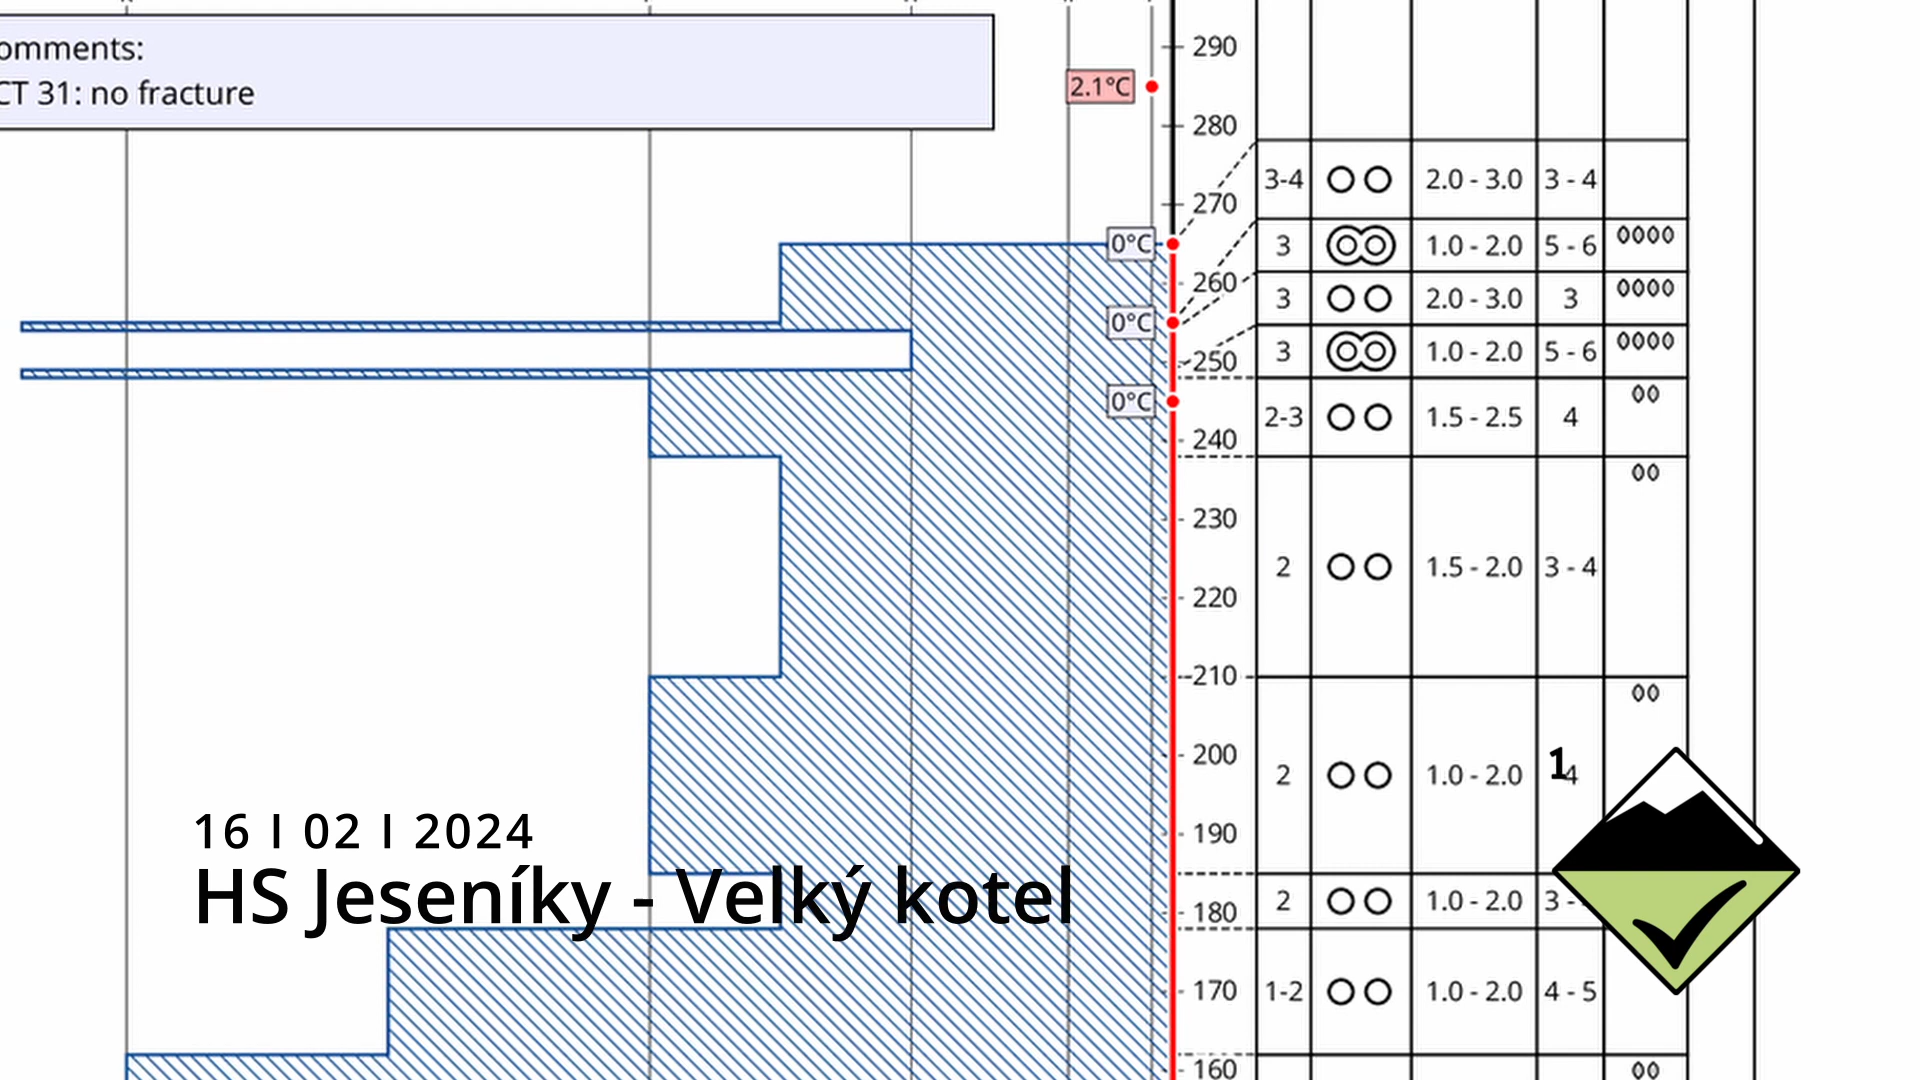 omments:
CT 31: no fracture
290
2.1°C
280
3-4 2.0 - 3.0 3 - 4
270
0°C
3 1.0 - 2.0 5 - 6
260
3 2.0 - 3.0 3
0°C
250
3 1.0 - 2.0 5 - 6
0°C
2-3 1.5 - 2.5 4
240
230
2 1.5 - 2.0 3 - 4
220
210
200
2 1.0 - 2.0 4
1
190
180
2 1.0 - 2.0 3 -
170
1-2 1.0 - 2.0 4 - 5
160
16 I 02 I 2024
HS Jeseníky - Velký kotel